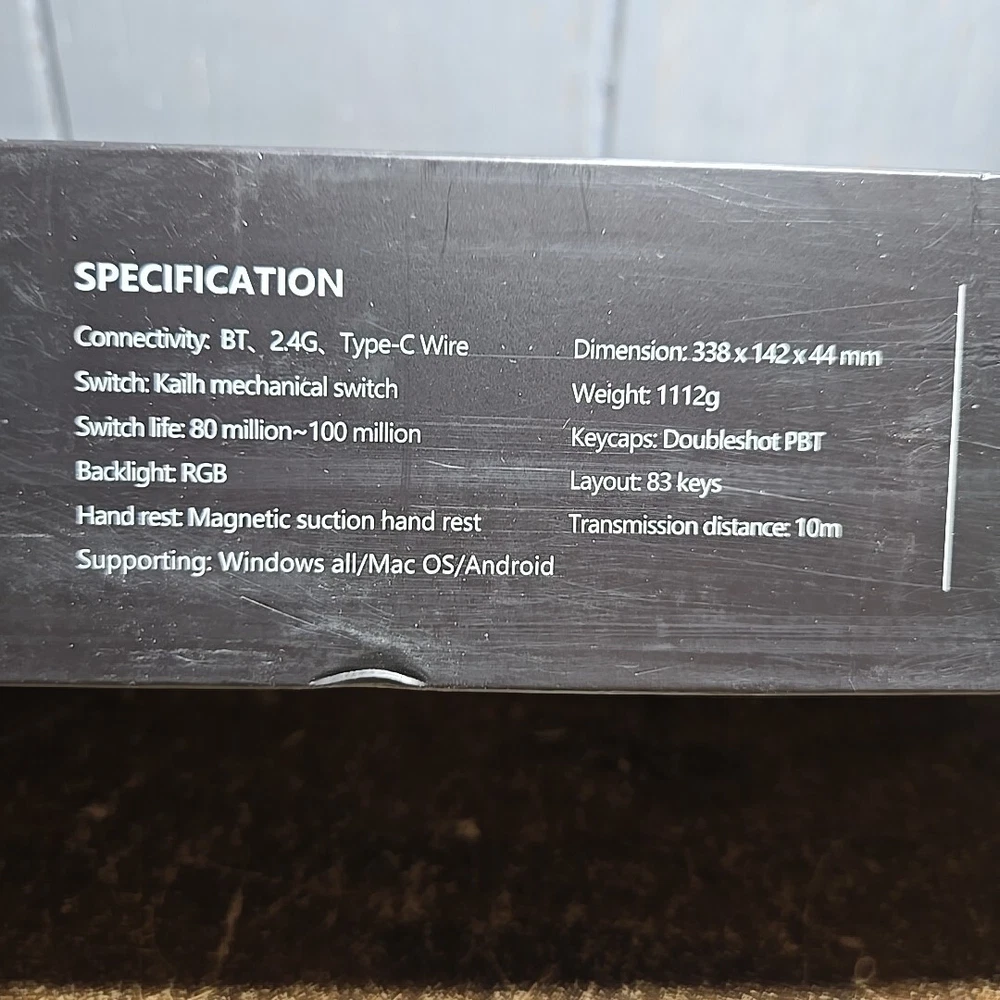 SPECIFICATION
Connectivity: BT、2.4G、Type-C Wire
Switch: Kailh mechanical switch
Switch life: 80 million~100 million
Backlight: RGB
Hand rest: Magnetic suction hand rest
Supporting: Windows all/Mac OS/Android
Dimension: 338 x 142 x 44 mm
Weight: 1112g
Keycaps: Doubleshot PBT
Layout: 83 keys
Transmission distance: 10m